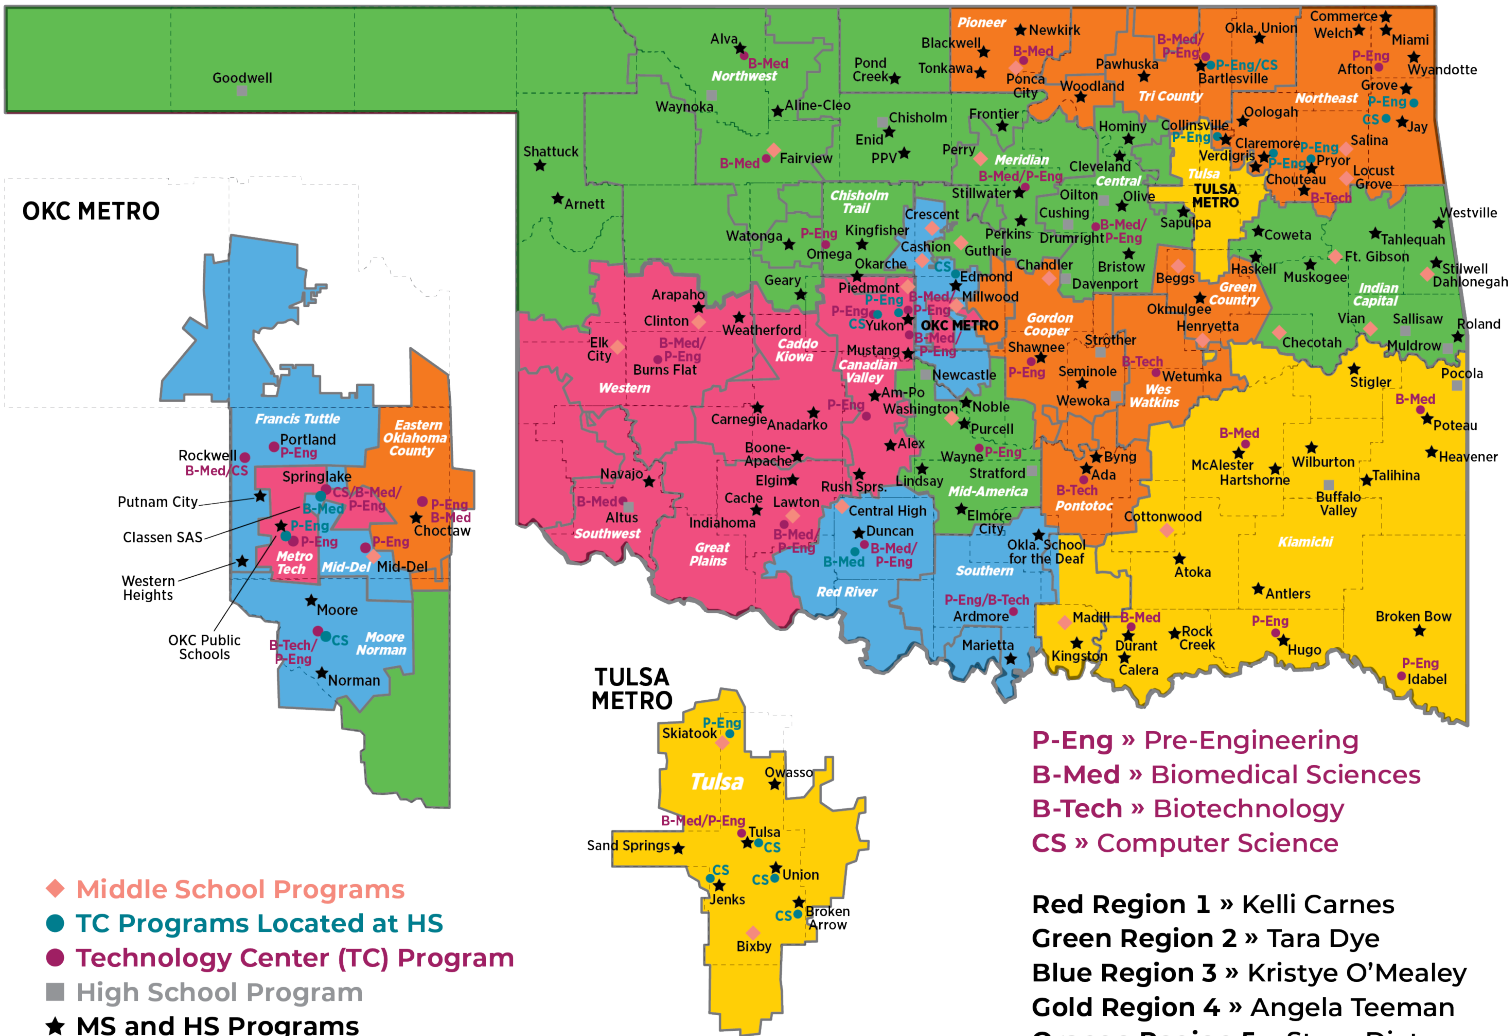 Goodwell
Alva
B-Med
Northwest
Waynoka
Aline-Cleo
Pond
Creek
Pioneer
Newkirk
Blackwell
B-Med
Tonkawa
Ponca
City
Woodland
B-Med/
P-Eng
P-Eng/CS
Pawhuska
Bartlesville
Tri County
Okla. Union
Commerce
Welch
Miami
P-Eng
Afton
Wyandotte
Grove
Northeast
P-Eng
CS
Jay
Oologah
Shattuck
Arnett
B-Med
Fairview
Chisholm
Enid
PPV
Frontier
Perry
Meridian
B-Med/P-Eng
Stillwater
Hominy
Cleveland
Central
Oilton
Olive
Cushing
Drumright
B-Med/
P-Eng
Perkins
Bristow
Collinsville
P-Eng
Verdigris
Claremore
P-Eng
P-Eng
Pryor
Salina
Chouteau
Locust
Grove
B-Tech
Tulsa
TULSA
METRO
Sapulpa
Westville
Coweta
Tahlequah
Haskell
Ft. Gibson
Muskogee
Stilwell
Dahlonegah
Indian
Capital
Vian
Sallisaw
Roland
Muldrow
Checotah
Chisholm
Trail
Watonga
P-Eng
Kingfisher
Omega
Okarche
Geary
Crescent
Cashion
Guthrie
CS
Edmond
Piedmont
P-Eng
B-Med/
P-Eng
Millwood
P-Eng
CS
Yukon
OKC METRO
B-Med/
P-Eng
Mustang
Canadian
Valley
Newcastle
Chandler
Davenport
Gordon
Cooper
Shawnee
P-Eng
Strother
Seminole
Wewoka
Beggs
Green
Country
Okmulgee
Henryetta
B-Tech
Wetumka
Wes
Watkins
Arapaho
Clinton
Weatherford
Elk
City
B-Med/
P-Eng
Burns Flat
Western
Caddo
Kiowa
Carnegie
Anadarko
Am-Po
P-Eng
Washington
Noble
Purcell
Alex
Wayne
P-Eng
Stratford
Lindsay
Mid-America
Elmore
City
Boone-
Apache
Navajo
Elgin
Rush Sprs.
B-Med
Altus
Southwest
Cache
Lawton
Indiahoma
B-Med/
P-Eng
Great
Plains
Central High
Duncan
B-Med
B-Med/
P-Eng
Red River
Okla. School
for the Deaf
Southern
P-Eng/B-Tech
Ardmore
Marietta
Byng
Ada
B-Tech
Pontotoc
Cottonwood
Kiamichi
Atoka
Antlers
Stigler
Pocola
B-Med
Poteau
B-Med
McAlester
Hartshorne
Wilburton
Heavener
Talihina
Buffalo
Valley
Madill
Kingston
B-Med
Durant
Calera
Rock
Creek
P-Eng
Hugo
Broken Bow
P-Eng
Idabel
OKC METRO
Francis Tuttle
Eastern
Oklahoma
County
Portland
P-Eng
Rockwell
B-Med/CS
Springlake
CS/B-Med/
P-Eng
B-Med
Putnam City
Classen SAS
P-Eng
P-Eng
P-Eng
B-Med
Choctaw
P-Eng
Metro
Tech
Mid-Del
Mid-Del
Western
Heights
Moore
OKC Public
Schools
B-Tech/
P-Eng
CS
Moore
Norman
Norman
TULSA
METRO
P-Eng
Skiatook
Tulsa
Owasso
B-Med/P-Eng
Tulsa
CS
Sand Springs
CS
CS
Union
Jenks
CS
Broken
Arrow
Bixby
Middle School Programs
TC Programs Located at HS
Technology Center (TC) Program
High School Program
MS and HS Programs
P-Eng » Pre-Engineering
B-Med » Biomedical Sciences
B-Tech » Biotechnology
CS » Computer Science
Red Region 1 » Kelli Carnes
Green Region 2 » Tara Dye
Blue Region 3 » Kristye O’Mealey
Gold Region 4 » Angela Teeman